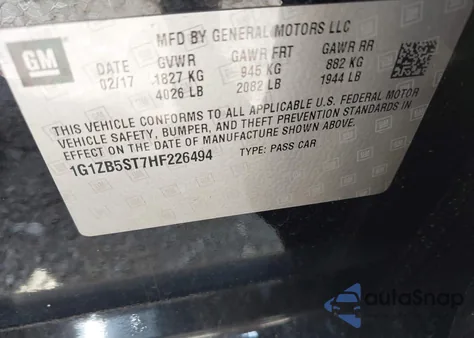 GM
MFD BY GENERAL MOTORS LLC
DATE GVWR GAWR FRT GAWR RR
02/17 1827 KG 945 KG 882 KG
4026 LB 2082 LB 1944 LB
THIS VEHICLE CONFORMS TO ALL APPLICABLE U.S. FEDERAL MOTOR
VEHICLE SAFETY, BUMPER, AND THEFT PREVENTION STANDARDS IN
EFFECT ON THE DATE OF MANUFACTURE SHOWN ABOVE.
1G1ZB5ST7HF226494 TYPE: PASS CAR
PlaulaSnap